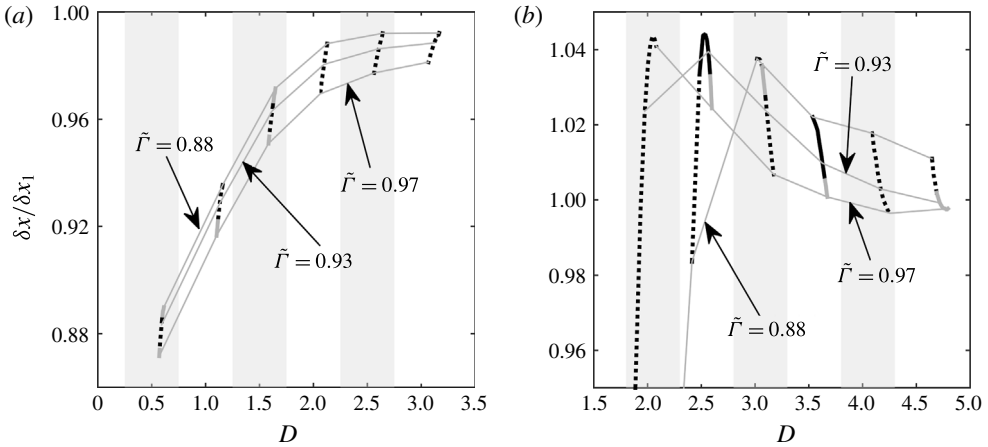 (a)
1.00
0.96
0.92
0.88
δx/δx₁
Γ̃ = 0.88
Γ̃ = 0.97
Γ̃ = 0.93
0 0.5 1.0 1.5 2.0 2.5 3.0 3.5
D
(b)
1.04
1.02
1.00
0.98
0.96
Γ̃ = 0.93
Γ̃ = 0.97
Γ̃ = 0.88
1.5 2.0 2.5 3.0 3.5 4.0 4.5 5.0
D